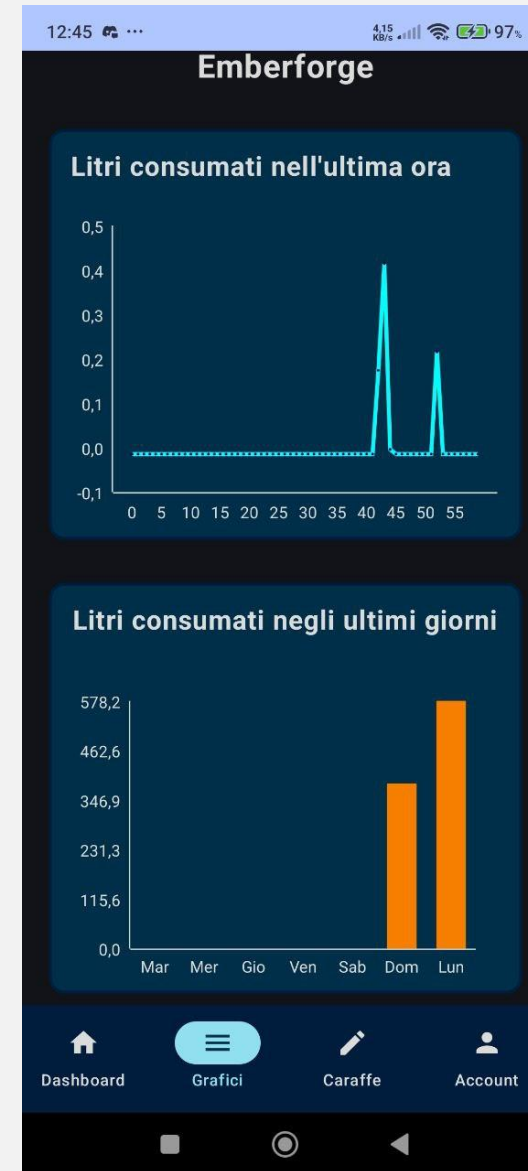 12:45 ... 4,15 KB/s 97%
Emberforge
Litri consumati nell'ultima ora
0,5
0,4
0,3
0,2
0,1
0,0
-0,1
0 5 10 15 20 25 30 35 40 45 50 55
Litri consumati negli ultimi giorni
578,2
462,6
346,9
231,3
115,6
0,0
Mar Mer Gio Ven Sab Dom Lun
Dashboard Grafici Caraffe Account